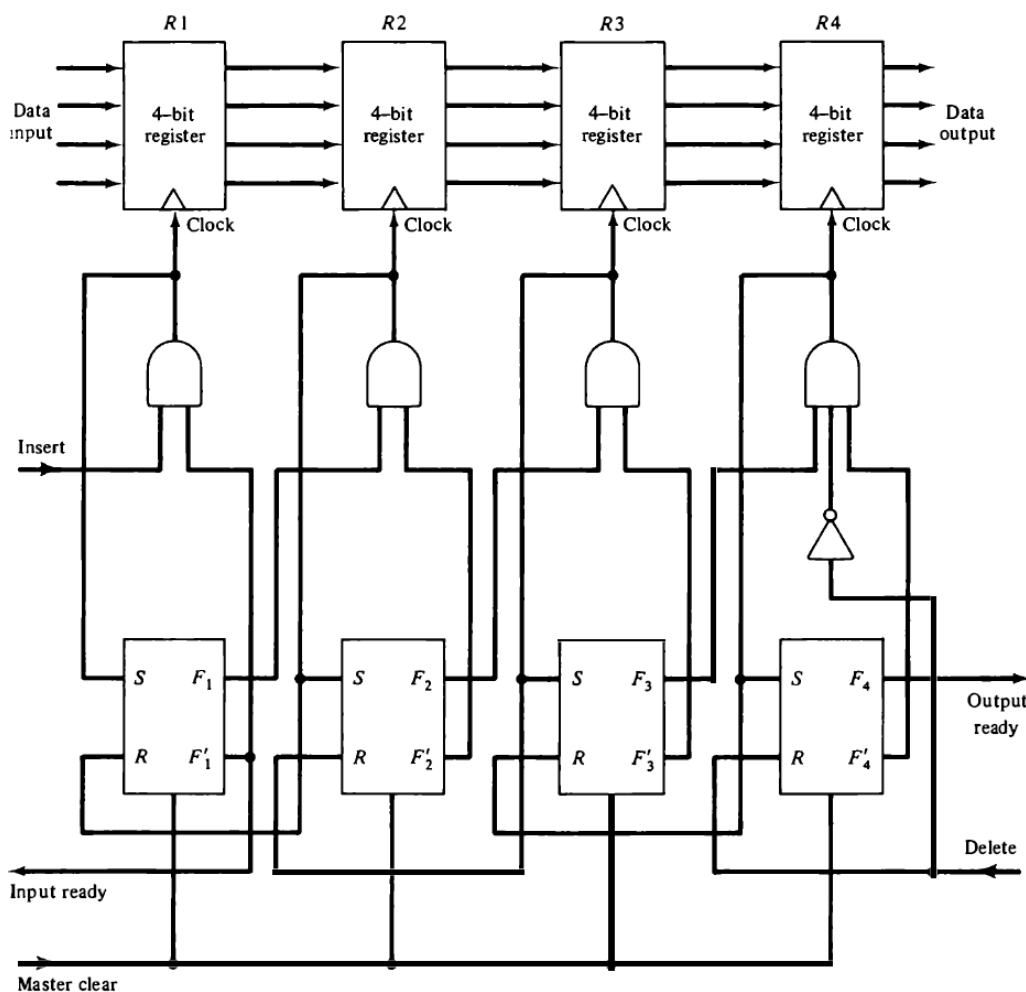 R1 R2 R3 R4
Data
input
4-bit
register
4-bit
register
4-bit
register
4-bit
register
Data
output
Clock Clock Clock Clock
Insert
S F₁ S F₂ S F₃ S F₄
Output
ready
R F′₁ R F′₂ R F′₃ R F′₄
Delete
Input ready
Master clear